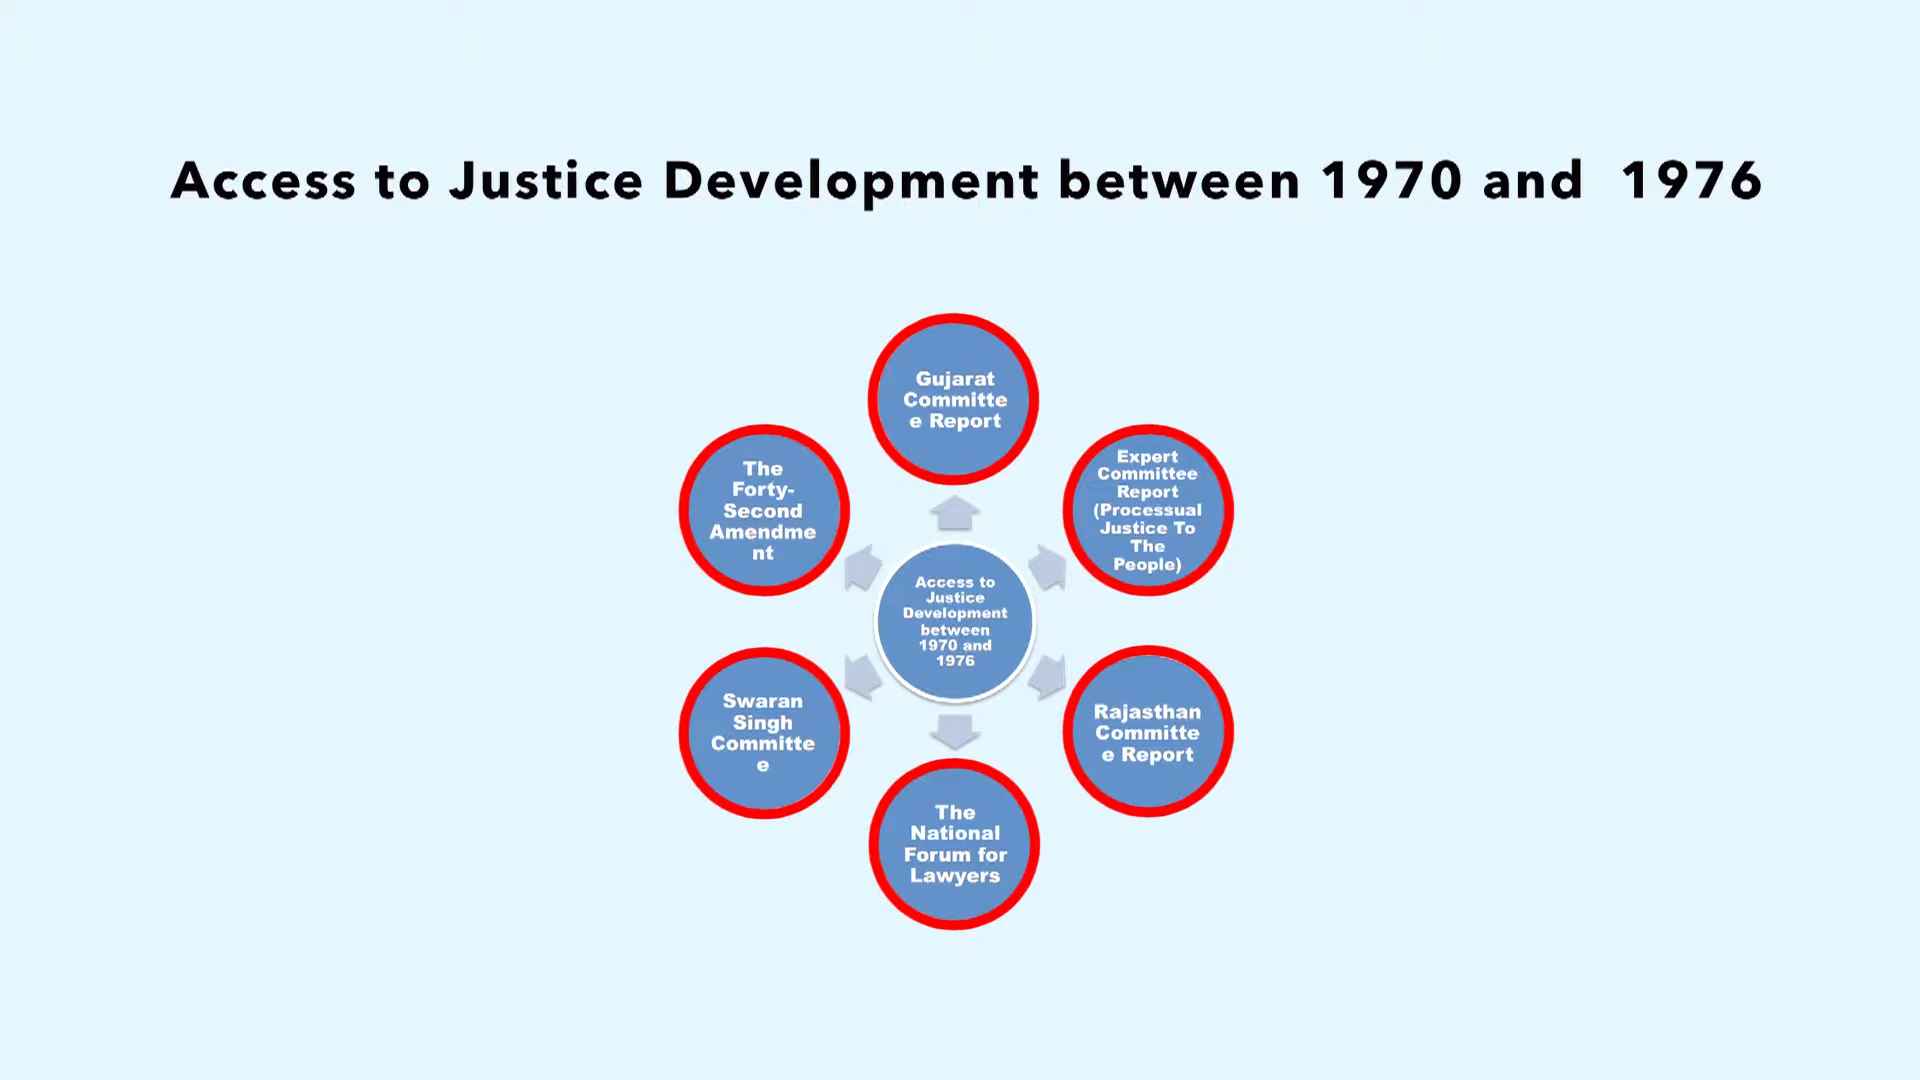 Access to Justice Development between 1970 and 1976
Gujarat
Committe
e Report
Expert
Committee
Report
(Processual
Justice To
The
People)
Rajasthan
Committe
e Report
The
National
Forum for
Lawyers
Swaran
Singh
Committe
e
The
Forty-
Second
Amendme
nt
Access to
Justice
Development
between
1970 and
1976